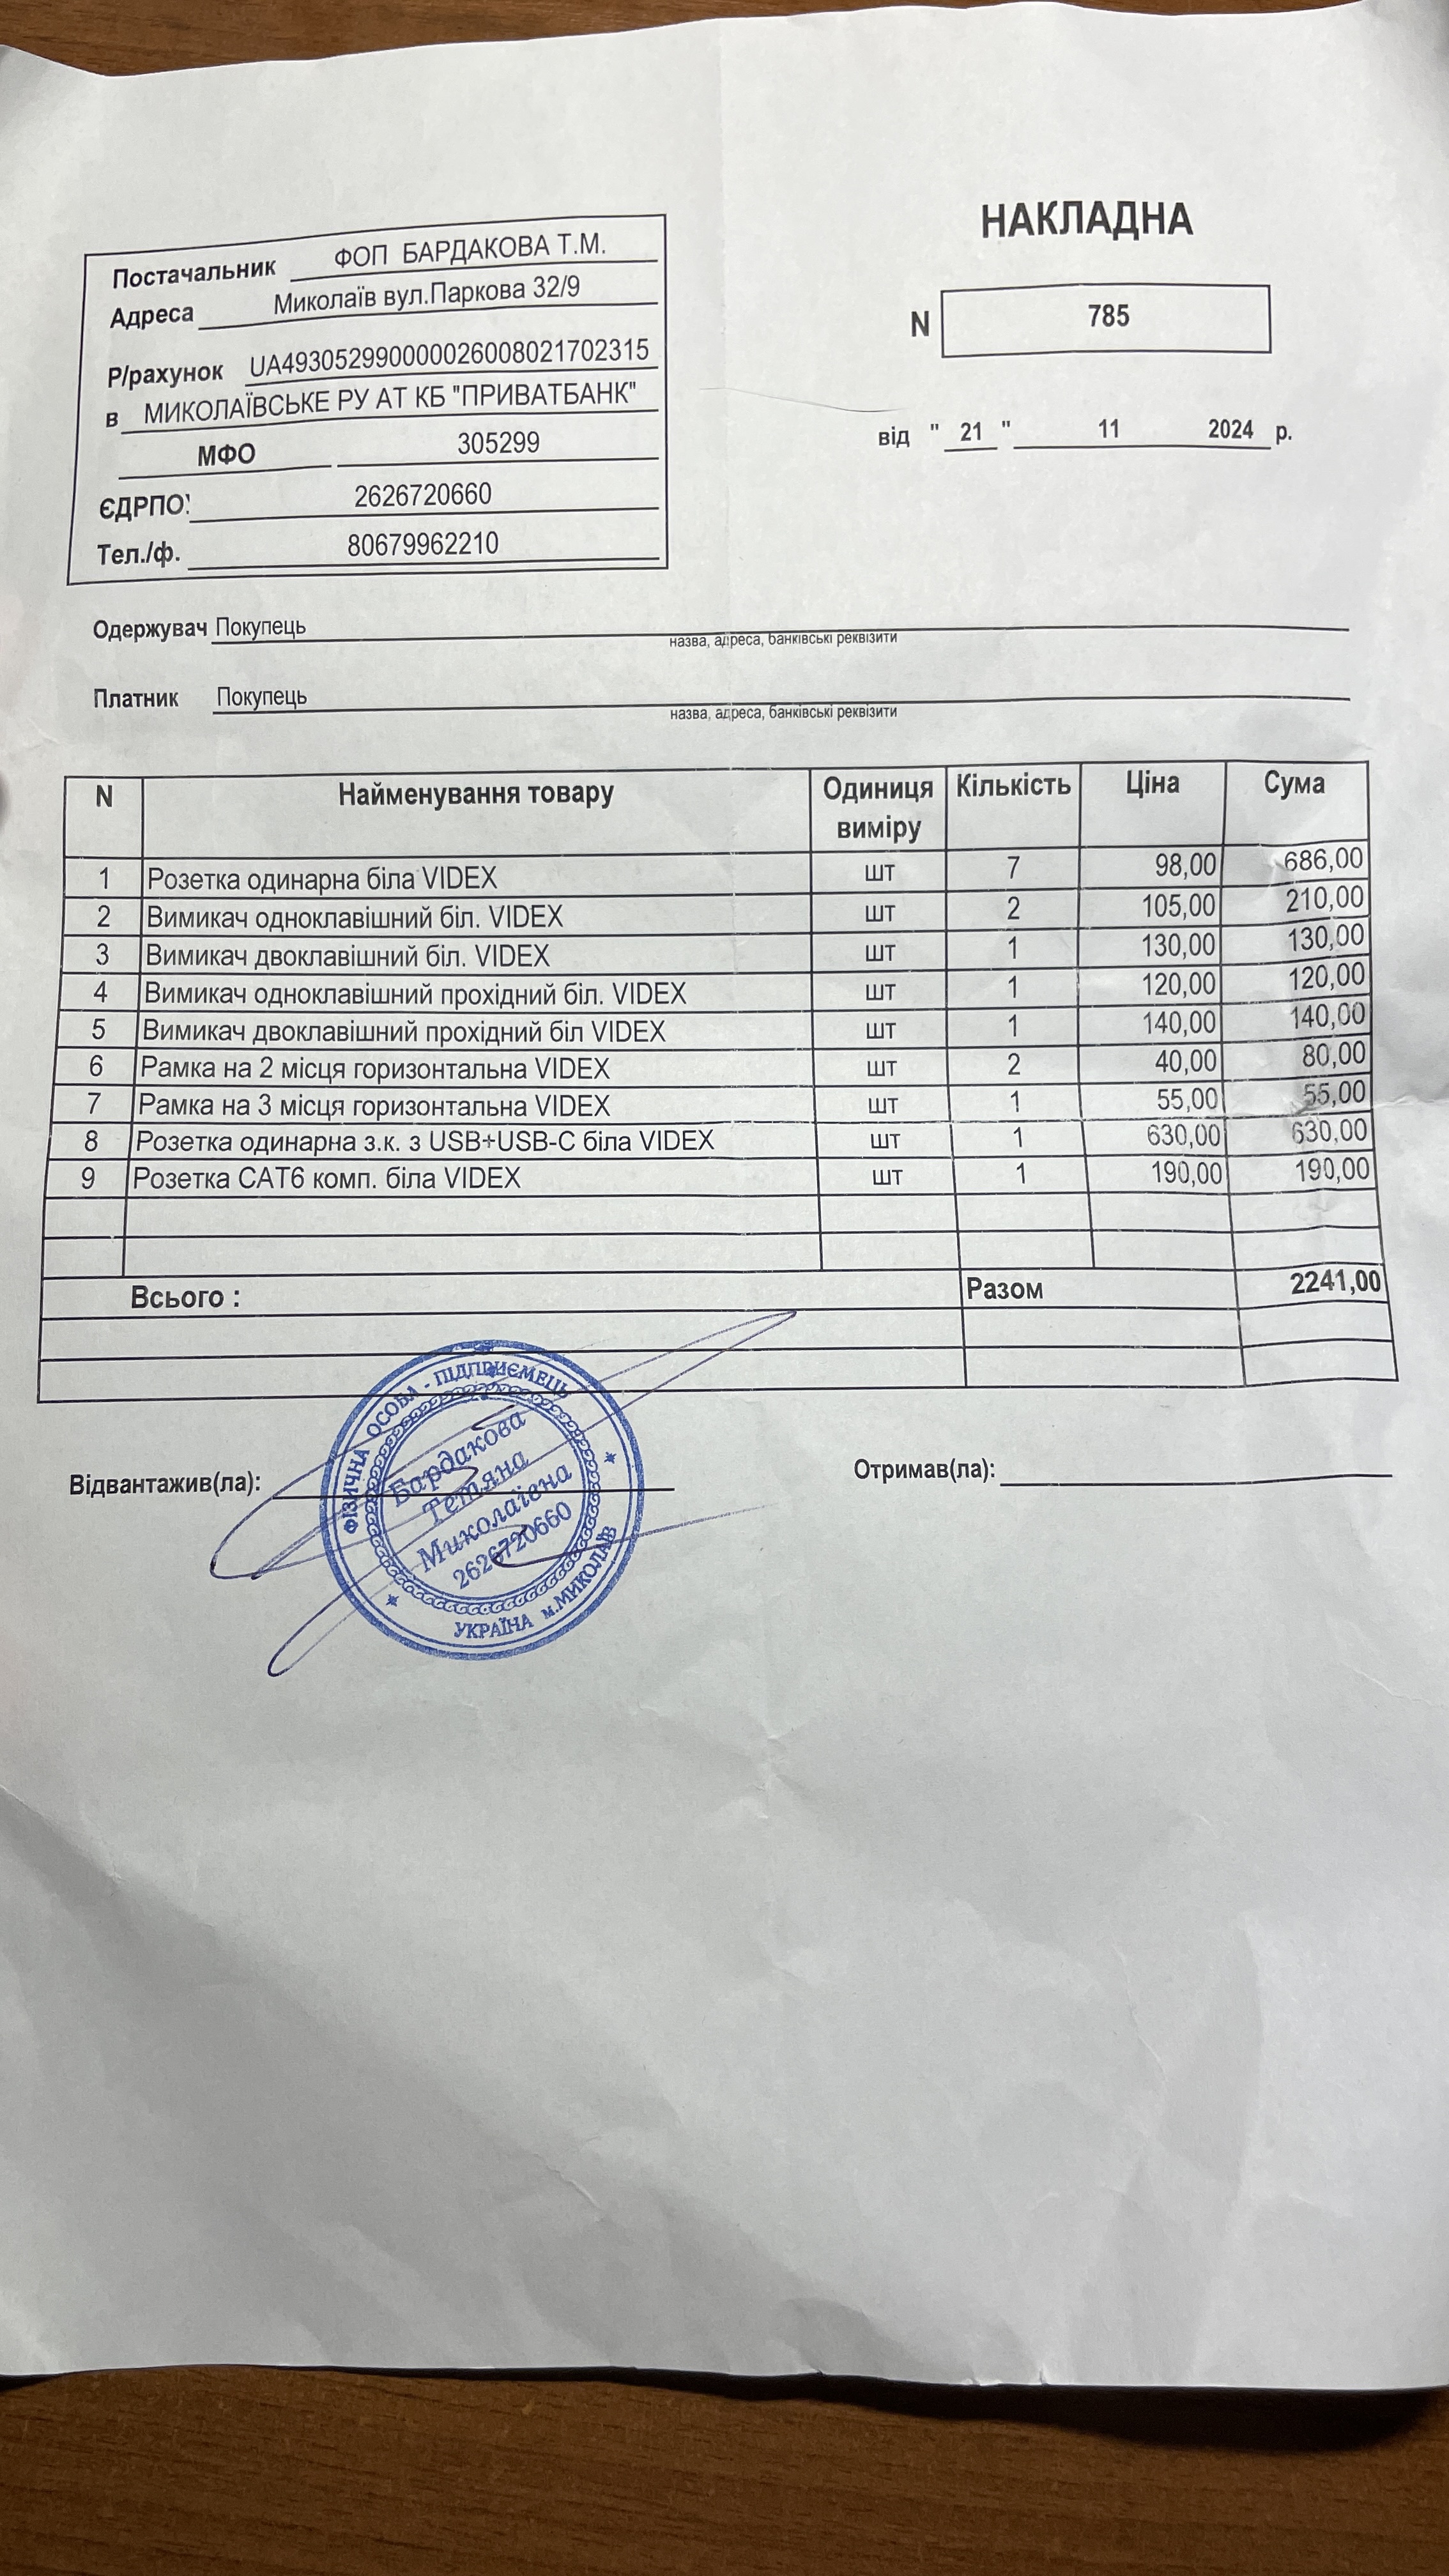 НАКЛАДНА
Постачальник ФОП БАРДАКОВА Т.М.
Адреса Миколаїв вул.Паркова 32/9
Р/рахунок UA493052990000026008021702315
в МИКОЛАЇВСЬКЕ РУ АТ КБ "ПРИВАТБАНК"
МФО 305299
ЄДРПО 2626720660
Тел./ф. 80679962210
N 785
від " 21 " 11 2024 р.
Одержувач Покупець
назва, адреса, банківські реквізити
Платник Покупець
назва, адреса, банківські реквізити
N Найменування товару Одиниця виміру Кількість Ціна Сума
1 Розетка одинарна біла VIDEX шт 7 98,00 686,00
2 Вимикач одноклавішний біл. VIDEX шт 2 105,00 210,00
3 Вимикач двоклавішний біл. VIDEX шт 1 130,00 130,00
4 Вимикач одноклавішний прохідний біл. VIDEX шт 1 120,00 120,00
5 Вимикач двоклавішний прохідний біл VIDEX шт 1 140,00 140,00
6 Рамка на 2 місця горизонтальна VIDEX шт 2 40,00 80,00
7 Рамка на 3 місця горизонтальна VIDEX шт 1 55,00 55,00
8 Розетка одинарна з.к. з USB+USB-C біла VIDEX шт 1 630,00 630,00
9 Розетка CAT6 комп. біла VIDEX шт 1 190,00 190,00
Всього : Разом 2241,00
Відвантажив(ла): Отримав(ла):
ФІЗИЧНА ОСОБА - ПІДПРИЄМЕЦЬ
Бардакова
Тетяна
Миколаївна
2626720660
УКРАЇНА м.МИКОЛАЇВ